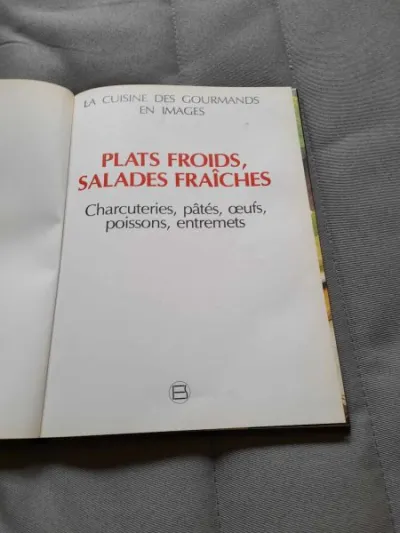 LA CUISINE DES GOURMANDS
EN IMAGES
PLATS FROIDS,
SALADES FRAÎCHES
Charcuteries, pâtés, œufs,
poissons, entremets